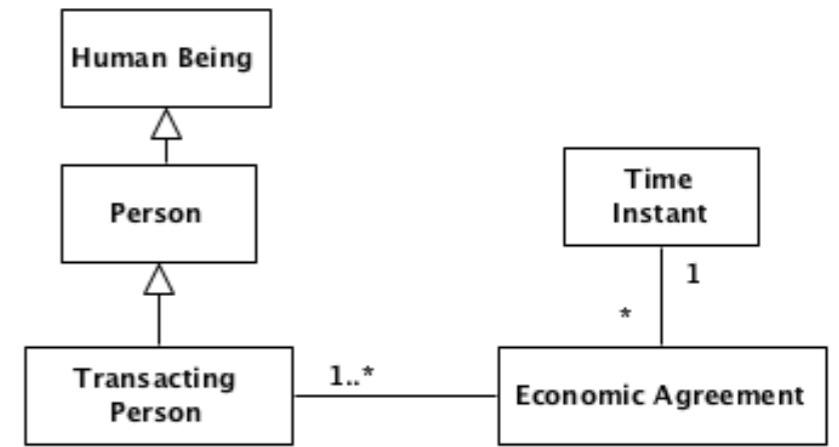 Human Being
Person
Time
Instant
1
*
Transacting
Person
1..*
Economic Agreement